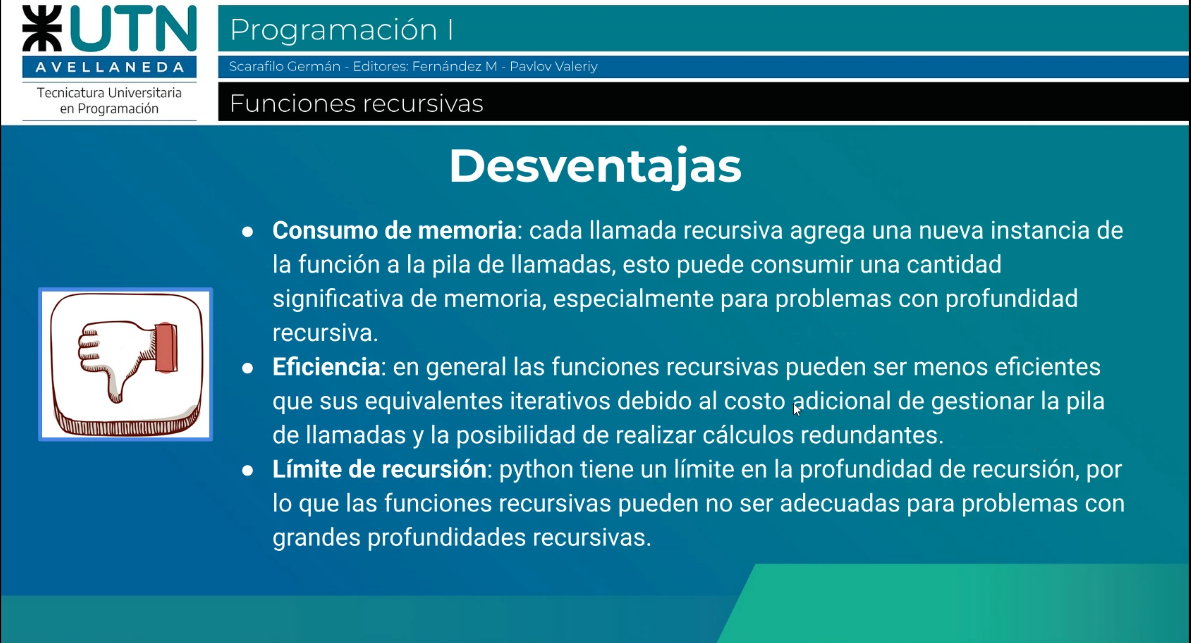 UTN
AVELLANEDA
Tecnicatura Universitaria
en Programación
Programación I
Scarafilo Germán - Editores: Fernández M - Pavlov Valeriy
Funciones recursivas
Desventajas
● Consumo de memoria: cada llamada recursiva agrega una nueva instancia de
la función a la pila de llamadas, esto puede consumir una cantidad
significativa de memoria, especialmente para problemas con profundidad
recursiva.
● Eficiencia: en general las funciones recursivas pueden ser menos eficientes
que sus equivalentes iterativos debido al costo adicional de gestionar la pila
de llamadas y la posibilidad de realizar cálculos redundantes.
● Límite de recursión: python tiene un límite en la profundidad de recursión, por
lo que las funciones recursivas pueden no ser adecuadas para problemas con
grandes profundidades recursivas.